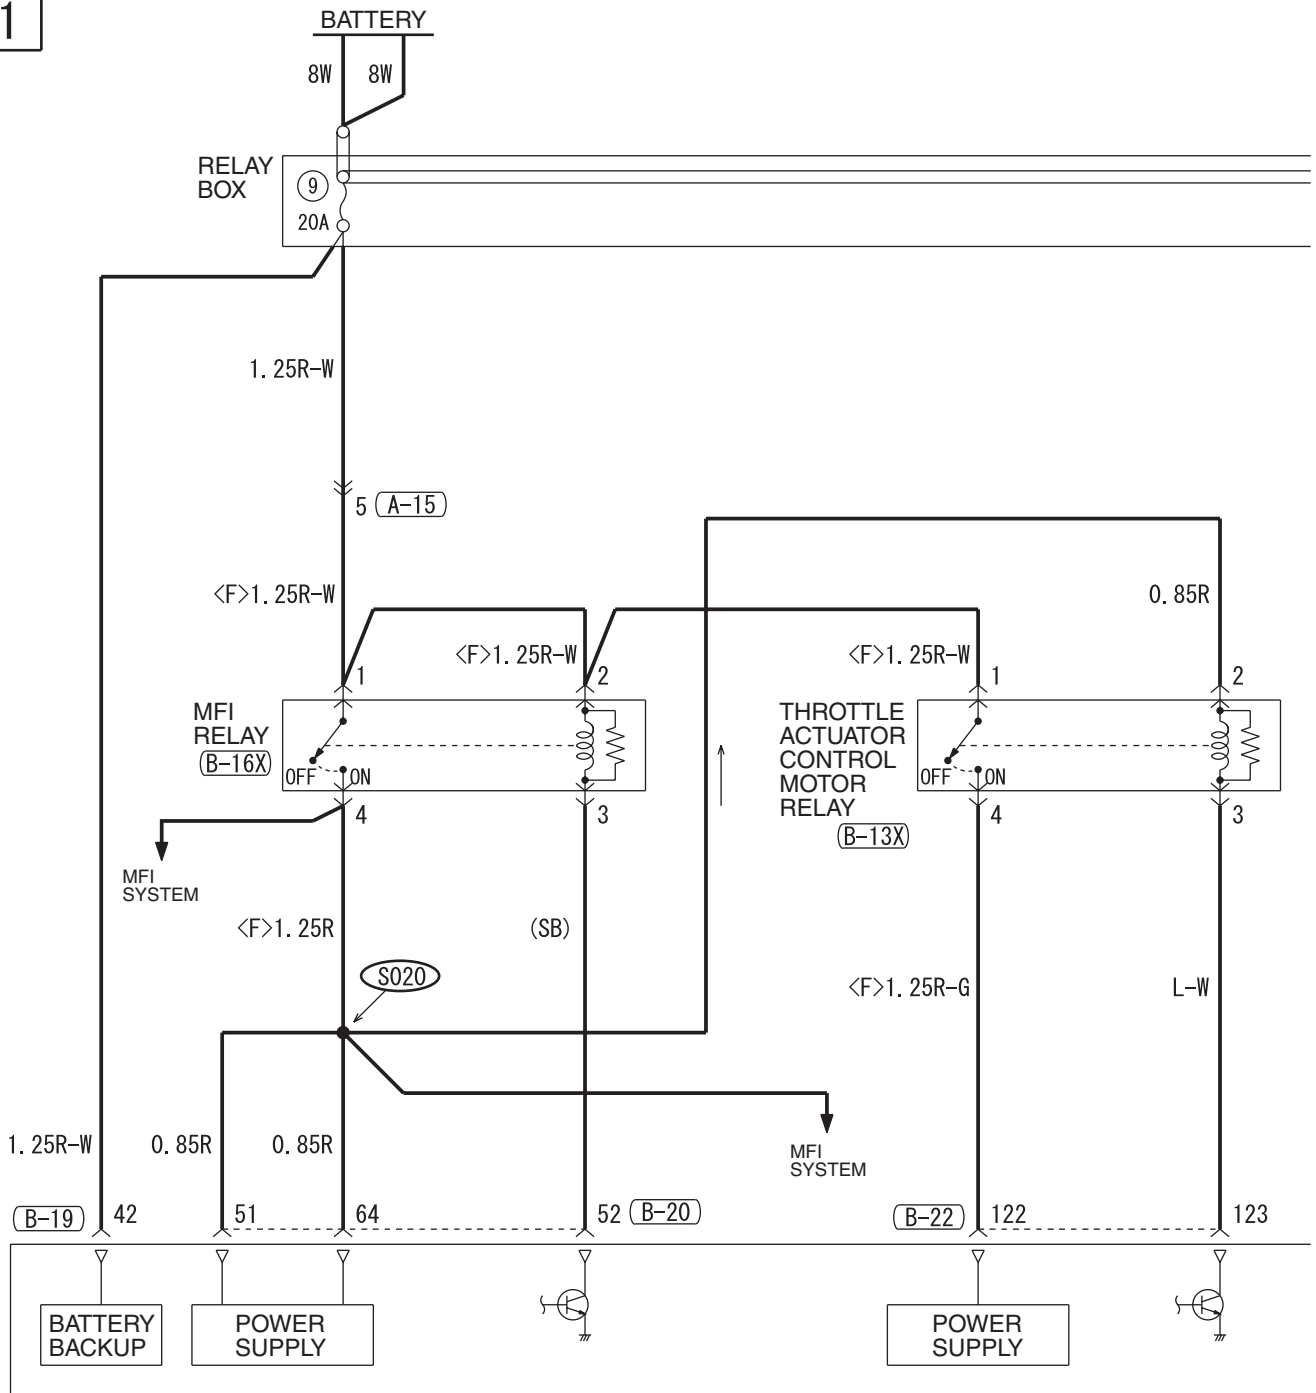 1
BATTERY
8W
8W
RELAY
BOX
9
20A
1.25R-W
5
A-15
<F>1.25R-W
0.85R
<F>1.25R-W
<F>1.25R-W
1
2
1
2
MFI
RELAY
B-16X
OFF
ON
THROTTLE
ACTUATOR
CONTROL
MOTOR
RELAY
B-13X
OFF
ON
4
3
4
3
MFI
SYSTEM
<F>1.25R
(SB)
S020
<F>1.25R-G
L-W
1.25R-W
0.85R
0.85R
MFI
SYSTEM
B-19
42
51
64
52
B-20
B-22
122
123
BATTERY
BACKUP
POWER
SUPPLY
POWER
SUPPLY